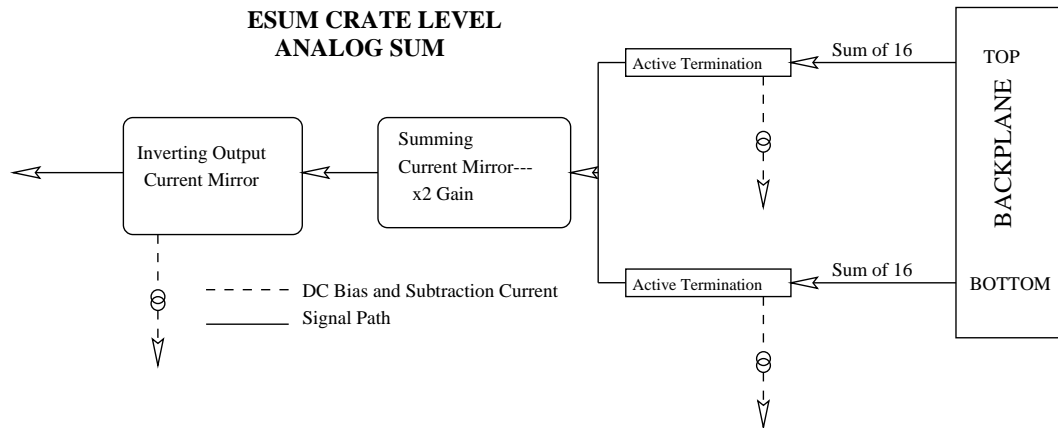 ESUM CRATE LEVEL
ANALOG SUM
Active Termination
Sum of 16
TOP
BACKPLANE
Inverting Output
Current Mirror
Summing
Current Mirror---
x2 Gain
Active Termination
Sum of 16
BOTTOM
DC Bias and Subtraction Current
Signal Path